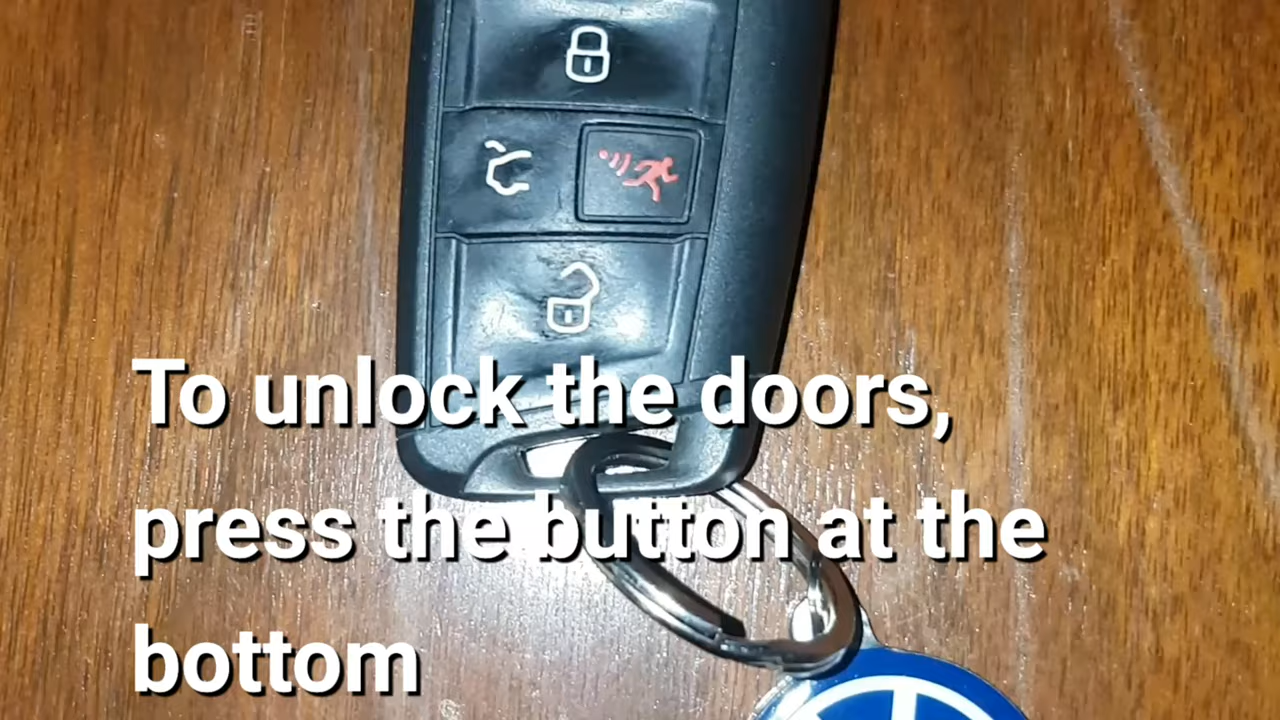 To unlock the doors,
press the button at the
bottom